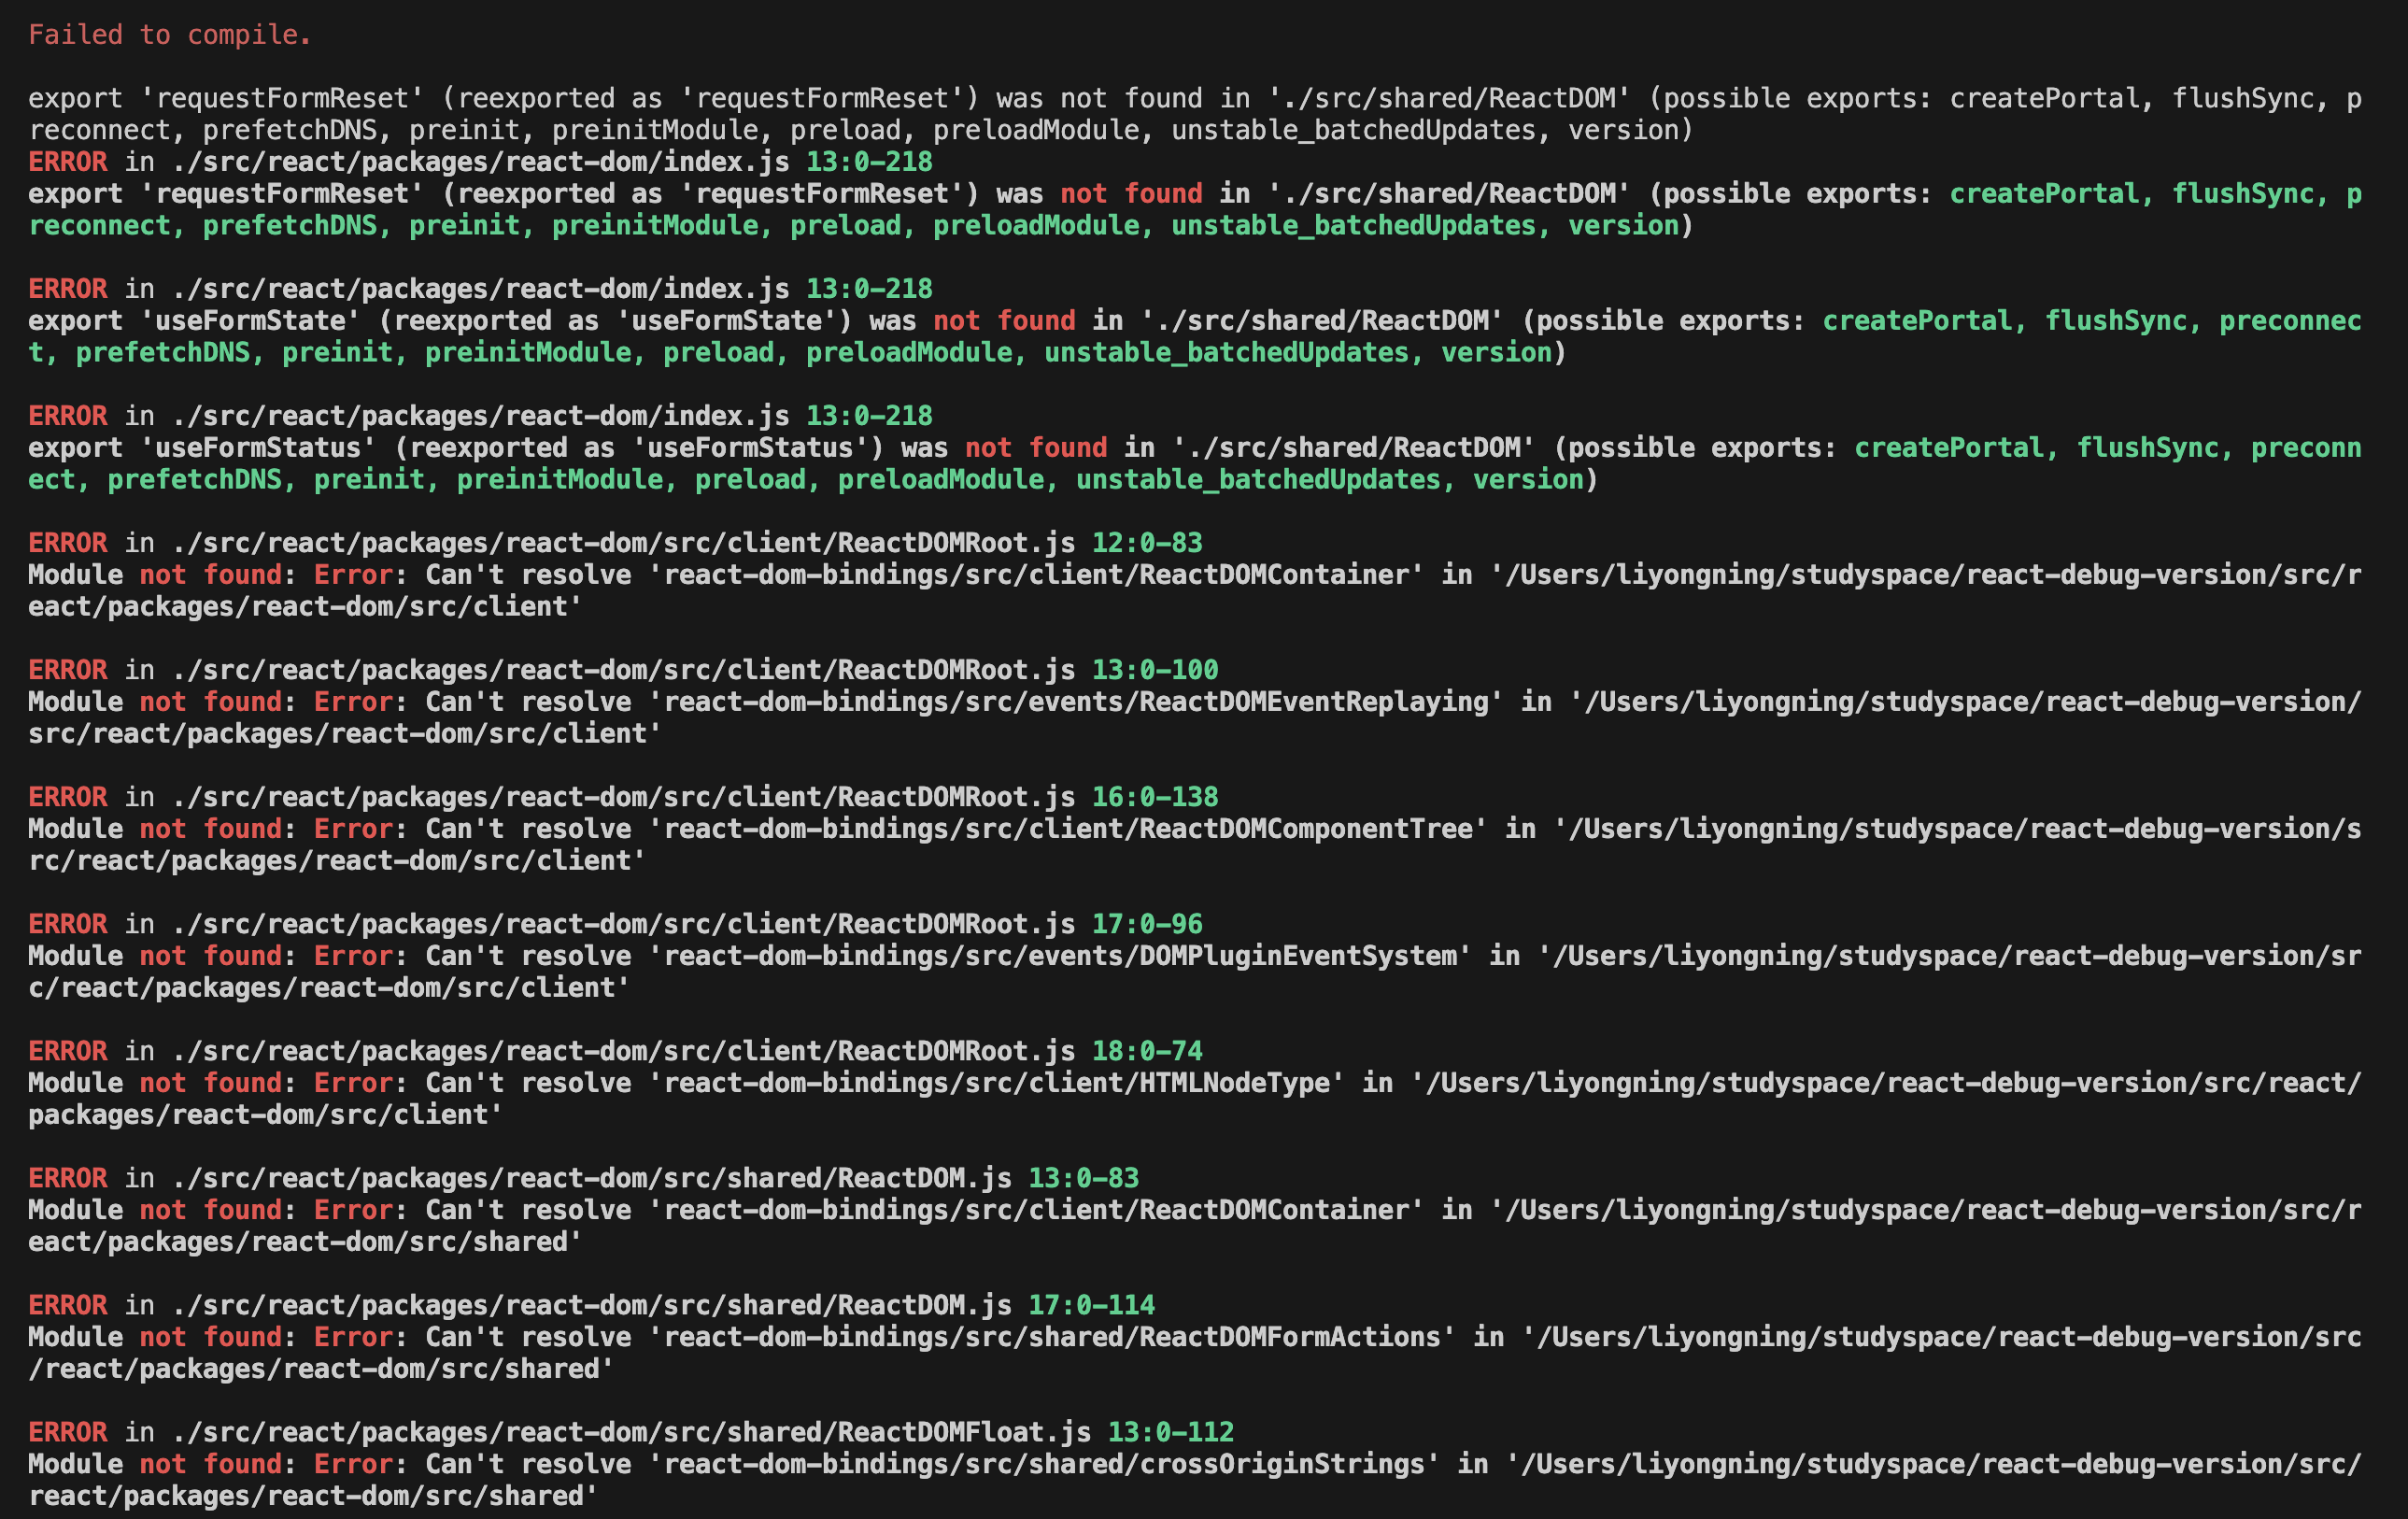 Failed to compile.
export 'requestFormReset' (reexported as 'requestFormReset') was not found in './src/shared/ReactDOM' (possible exports: createPortal, flushSync, p
reconnect, prefetchDNS, preinit, preinitModule, preload, preloadModule, unstable_batchedUpdates, version)
ERROR in ./src/react/packages/react-dom/index.js 13:0-218
export 'requestFormReset' (reexported as 'requestFormReset') was not found in './src/shared/ReactDOM' (possible exports: createPortal, flushSync, p
reconnect, prefetchDNS, preinit, preinitModule, preload, preloadModule, unstable_batchedUpdates, version)
ERROR in ./src/react/packages/react-dom/index.js 13:0-218
export 'useFormState' (reexported as 'useFormState') was not found in './src/shared/ReactDOM' (possible exports: createPortal, flushSync, preconnec
t, prefetchDNS, preinit, preinitModule, preload, preloadModule, unstable_batchedUpdates, version)
ERROR in ./src/react/packages/react-dom/index.js 13:0-218
export 'useFormStatus' (reexported as 'useFormStatus') was not found in './src/shared/ReactDOM' (possible exports: createPortal, flushSync, preconn
ect, prefetchDNS, preinit, preinitModule, preload, preloadModule, unstable_batchedUpdates, version)
ERROR in ./src/react/packages/react-dom/src/client/ReactDOMRoot.js 12:0-83
Module not found: Error: Can't resolve 'react-dom-bindings/src/client/ReactDOMContainer' in '/Users/liyongning/studyspace/react-debug-version/src/r
eact/packages/react-dom/src/client'
ERROR in ./src/react/packages/react-dom/src/client/ReactDOMRoot.js 13:0-100
Module not found: Error: Can't resolve 'react-dom-bindings/src/events/ReactDOMEventReplaying' in '/Users/liyongning/studyspace/react-debug-version/
src/react/packages/react-dom/src/client'
ERROR in ./src/react/packages/react-dom/src/client/ReactDOMRoot.js 16:0-138
Module not found: Error: Can't resolve 'react-dom-bindings/src/client/ReactDOMComponentTree' in '/Users/liyongning/studyspace/react-debug-version/s
rc/react/packages/react-dom/src/client'
ERROR in ./src/react/packages/react-dom/src/client/ReactDOMRoot.js 17:0-96
Module not found: Error: Can't resolve 'react-dom-bindings/src/events/DOMPluginEventSystem' in '/Users/liyongning/studyspace/react-debug-version/sr
c/react/packages/react-dom/src/client'
ERROR in ./src/react/packages/react-dom/src/client/ReactDOMRoot.js 18:0-74
Module not found: Error: Can't resolve 'react-dom-bindings/src/client/HTMLNodeType' in '/Users/liyongning/studyspace/react-debug-version/src/react/
packages/react-dom/src/client'
ERROR in ./src/react/packages/react-dom/src/shared/ReactDOM.js 13:0-83
Module not found: Error: Can't resolve 'react-dom-bindings/src/client/ReactDOMContainer' in '/Users/liyongning/studyspace/react-debug-version/src/r
eact/packages/react-dom/src/shared'
ERROR in ./src/react/packages/react-dom/src/shared/ReactDOM.js 17:0-114
Module not found: Error: Can't resolve 'react-dom-bindings/src/shared/ReactDOMFormActions' in '/Users/liyongning/studyspace/react-debug-version/src
/react/packages/react-dom/src/shared'
ERROR in ./src/react/packages/react-dom/src/shared/ReactDOMFloat.js 13:0-112
Module not found: Error: Can't resolve 'react-dom-bindings/src/shared/crossOriginStrings' in '/Users/liyongning/studyspace/react-debug-version/src/
react/packages/react-dom/src/shared'